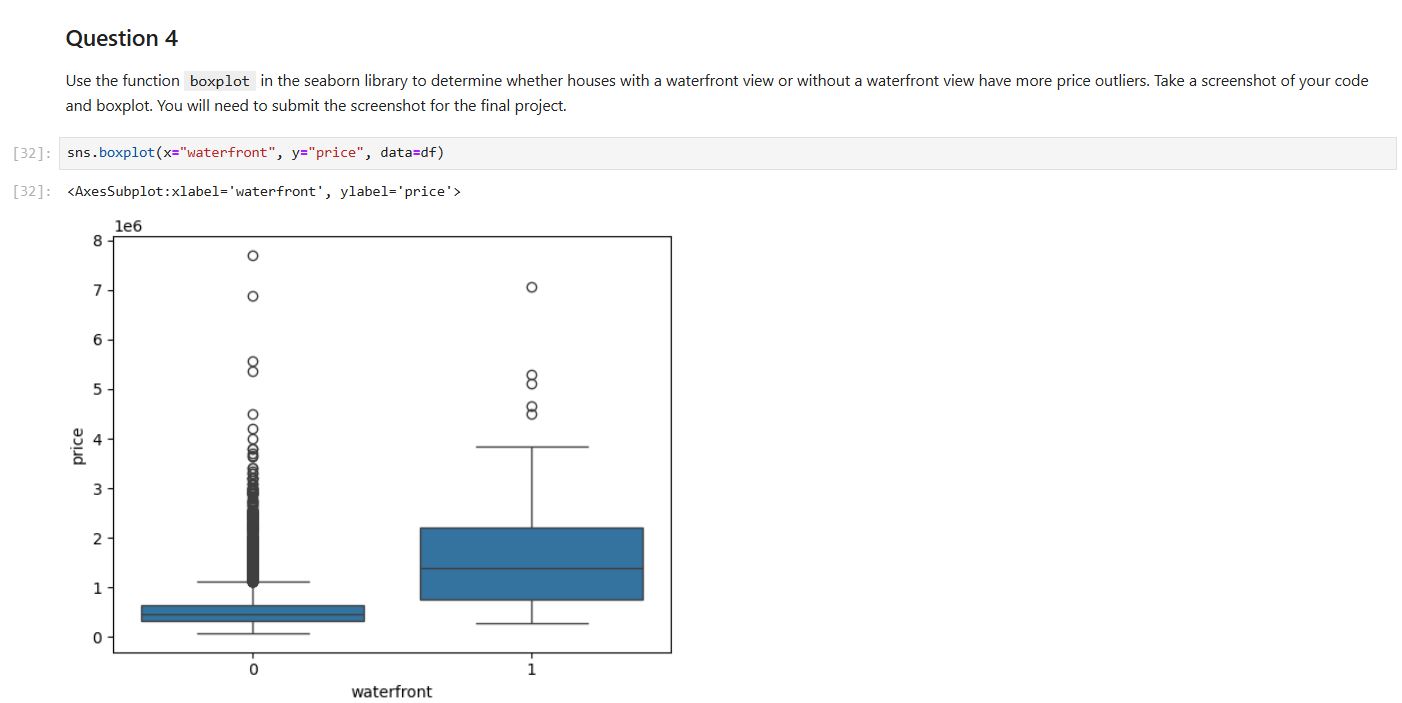 Question 4
Use the function boxplot in the seaborn library to determine whether houses with a waterfront view or without a waterfront view have more price outliers. Take a screenshot of your code
and boxplot. You will need to submit the screenshot for the final project.
[32]: sns.boxplot(x="waterfront", y="price", data=df)
[32]: <AxesSubplot:xlabel='waterfront', ylabel='price'>
1e6
8
7
6
5
4
3
2
1
0
price
0 1
waterfront